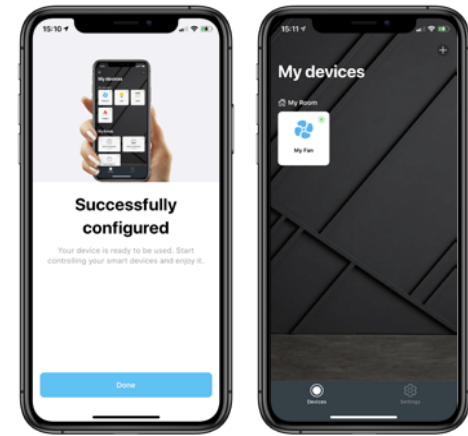 15:10
Successfully
configured
Your device is ready to be used. Start
controlling your smart devices and enjoy it.
Done
15:11
My devices
My Room
My Fan
Devices
Settings